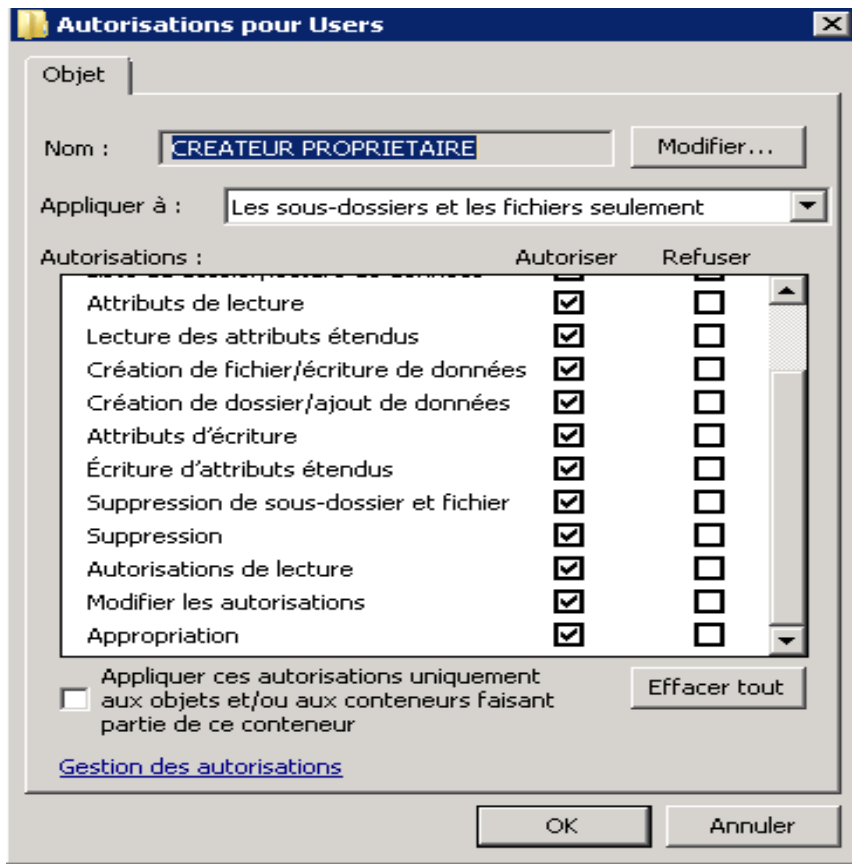 Autorisations pour Users
Objet
Nom :
CREATEUR PROPRIETAIRE
Modifier...
Appliquer à :
Les sous-dossiers et les fichiers seulement
Autorisations :
Autoriser
Refuser
Attributs de lecture
Lecture des attributs étendus
Création de fichier/écriture de données
Création de dossier/ajout de données
Attributs d'écriture
Écriture d'attributs étendus
Suppression de sous-dossier et fichier
Suppression
Autorisations de lecture
Modifier les autorisations
Appropriation
Appliquer ces autorisations uniquement
aux objets et/ou aux conteneurs faisant
partie de ce conteneur
Effacer tout
Gestion des autorisations
OK
Annuler